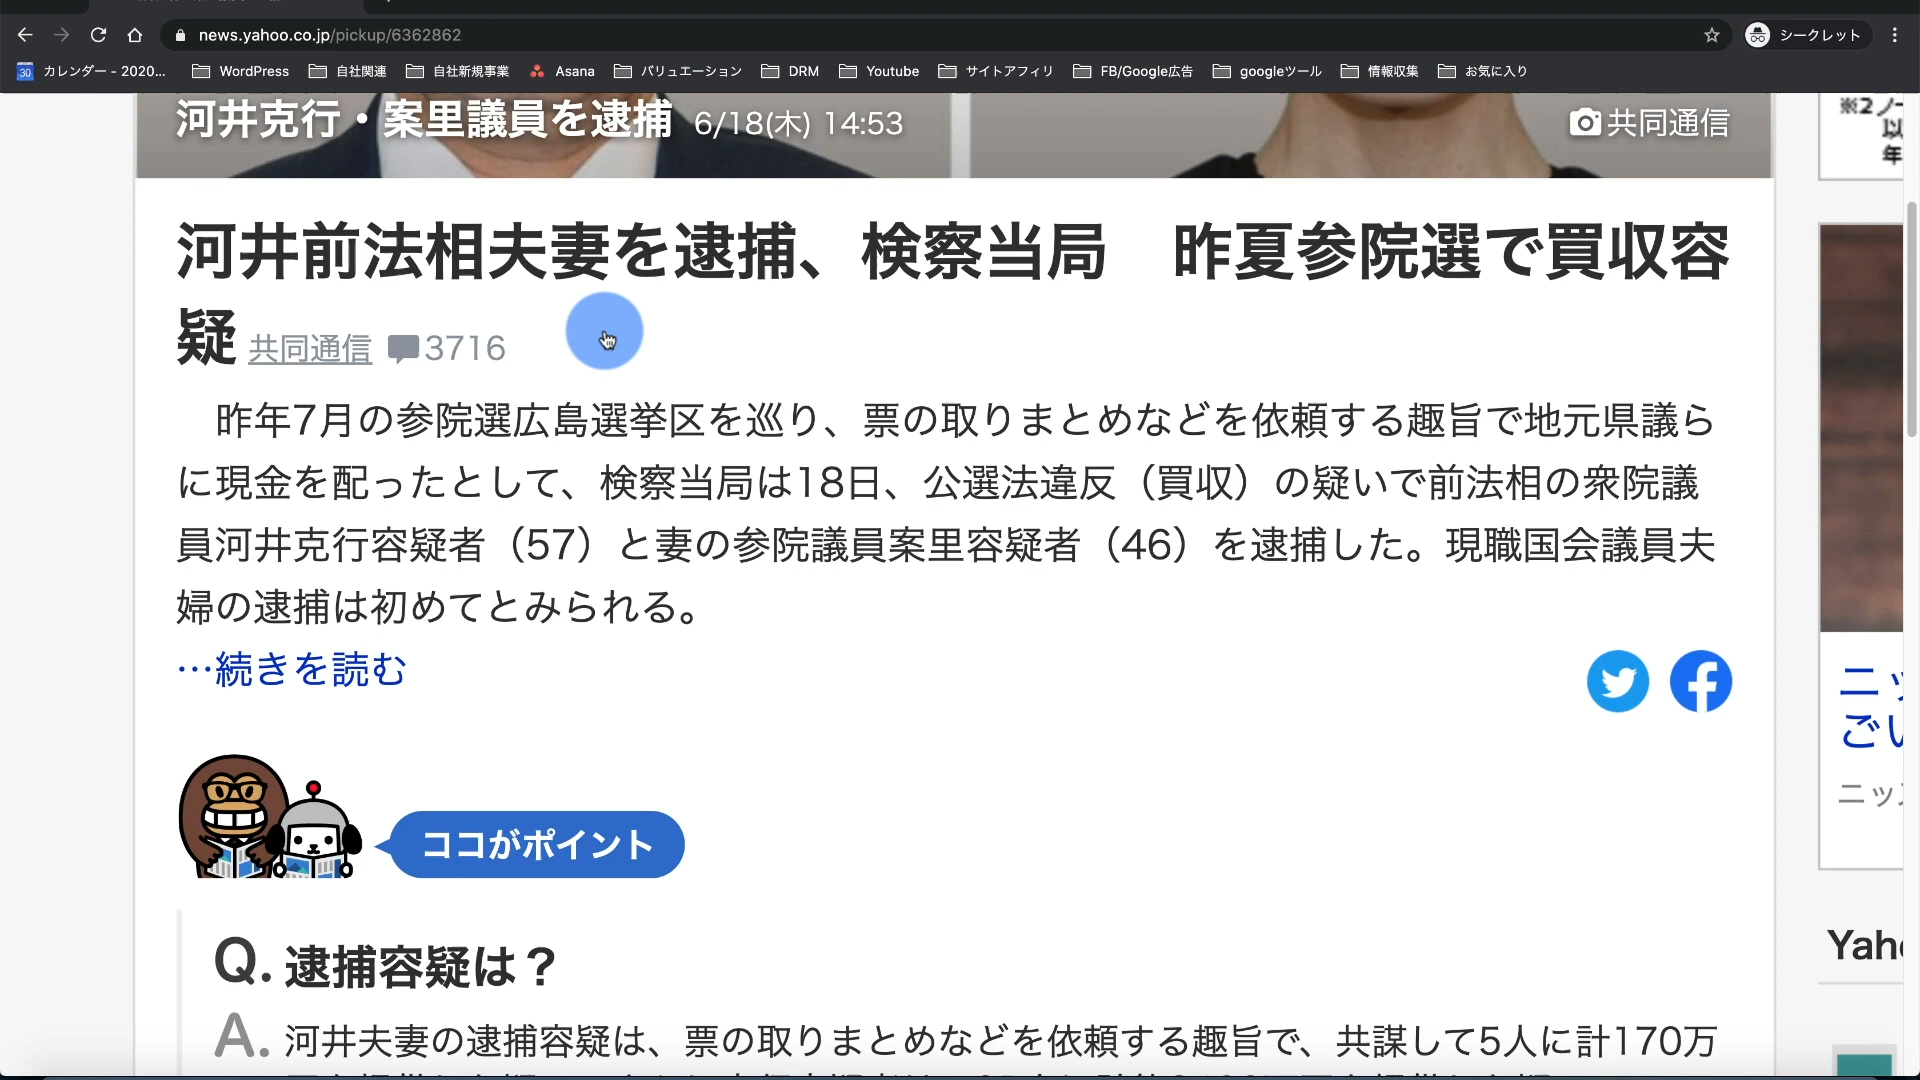 news.yahoo.co.jp/pickup/6362862
シークレット
30
カレンダー - 2020...
WordPress
自社関連
自社新規事業
Asana
バリュエーション
DRM
Youtube
サイトアフィリ
FB/Google広告
googleツール
情報収集
お気に入り
河井克行・案里議員を逮捕 6/18(木) 14:53
共同通信
※2ノ
以
年
河井前法相夫妻を逮捕、検察当局　昨夏参院選で買収容
疑 共同通信 3716
昨年7月の参院選広島選挙区を巡り、票の取りまとめなどを依頼する趣旨で地元県議ら
に現金を配ったとして、検察当局は18日、公選法違反（買収）の疑いで前法相の衆院議
員河井克行容疑者（57）と妻の参院議員案里容疑者（46）を逮捕した。現職国会議員夫
婦の逮捕は初めてとみられる。
…続きを読む
ココがポイント
Q. 逮捕容疑は？
A. 河井夫妻の逮捕容疑は、票の取りまとめなどを依頼する趣旨で、共謀して5人に計170万
ニッ
ごい
ニッ
Yah